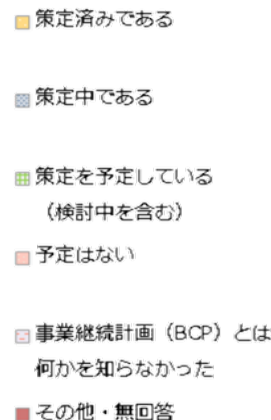 策定済みである
策定中である
策定を予定している
（検討中を含む）
予定はない
事業継続計画（BCP）とは
何かを知らなかった
その他・無回答